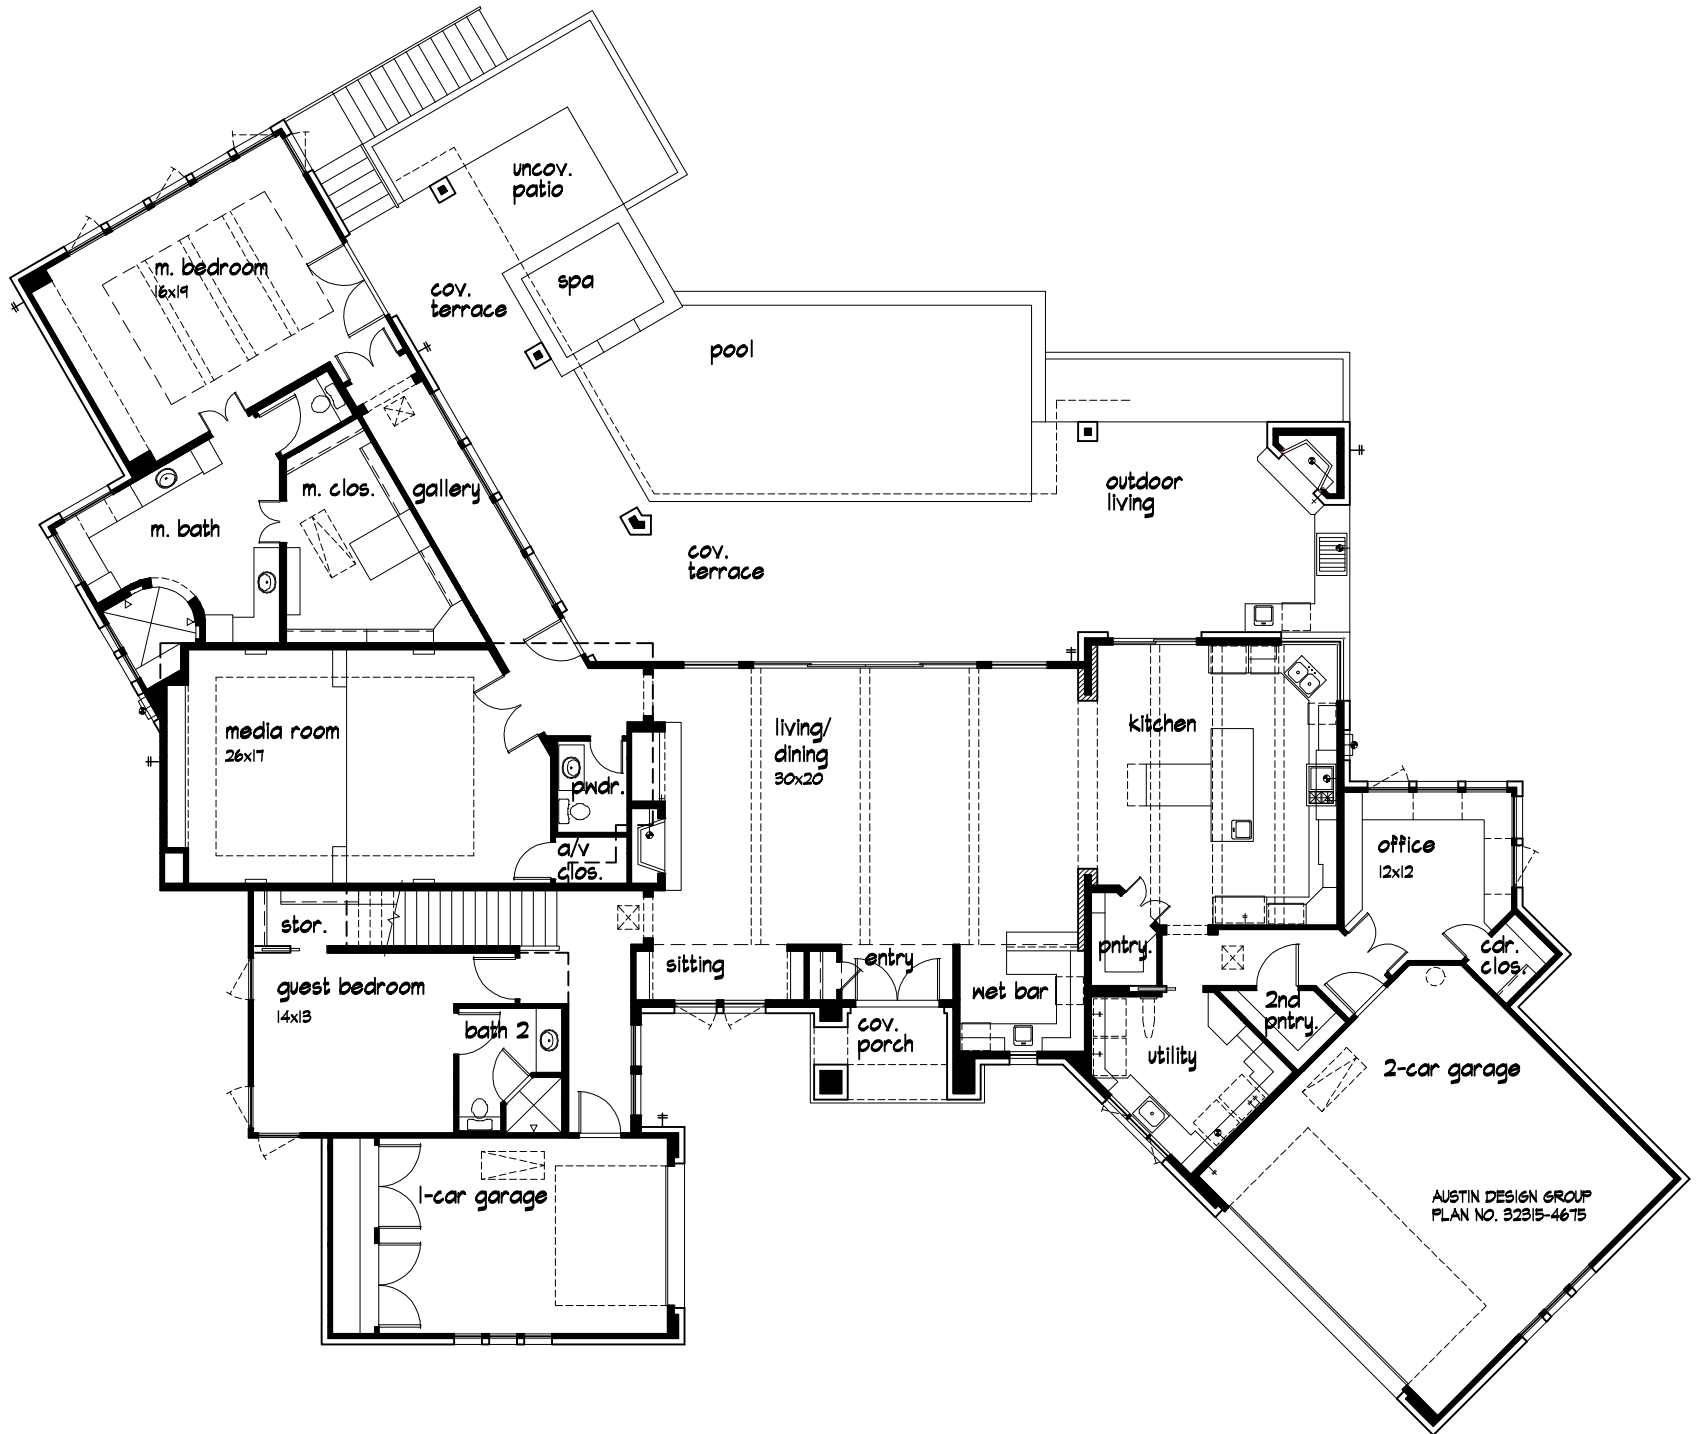 uncov.
patio
m. bedroom
16x19
cov.
terrace
spa
pool
m. clos.
gallery
outdoor
living
m. bath
cov.
terrace
media room
26x17
living/
dining
30x20
kitchen
pwdr.
a/v
clos.
office
12x12
stor.
sitting
entry
pntry.
cdr.
clos.
guest bedroom
14x13
wet bar
2nd
pntry.
bath 2
cov.
porch
utility
2-car garage
1-car garage
AUSTIN DESIGN GROUP
PLAN NO. 32315-4675